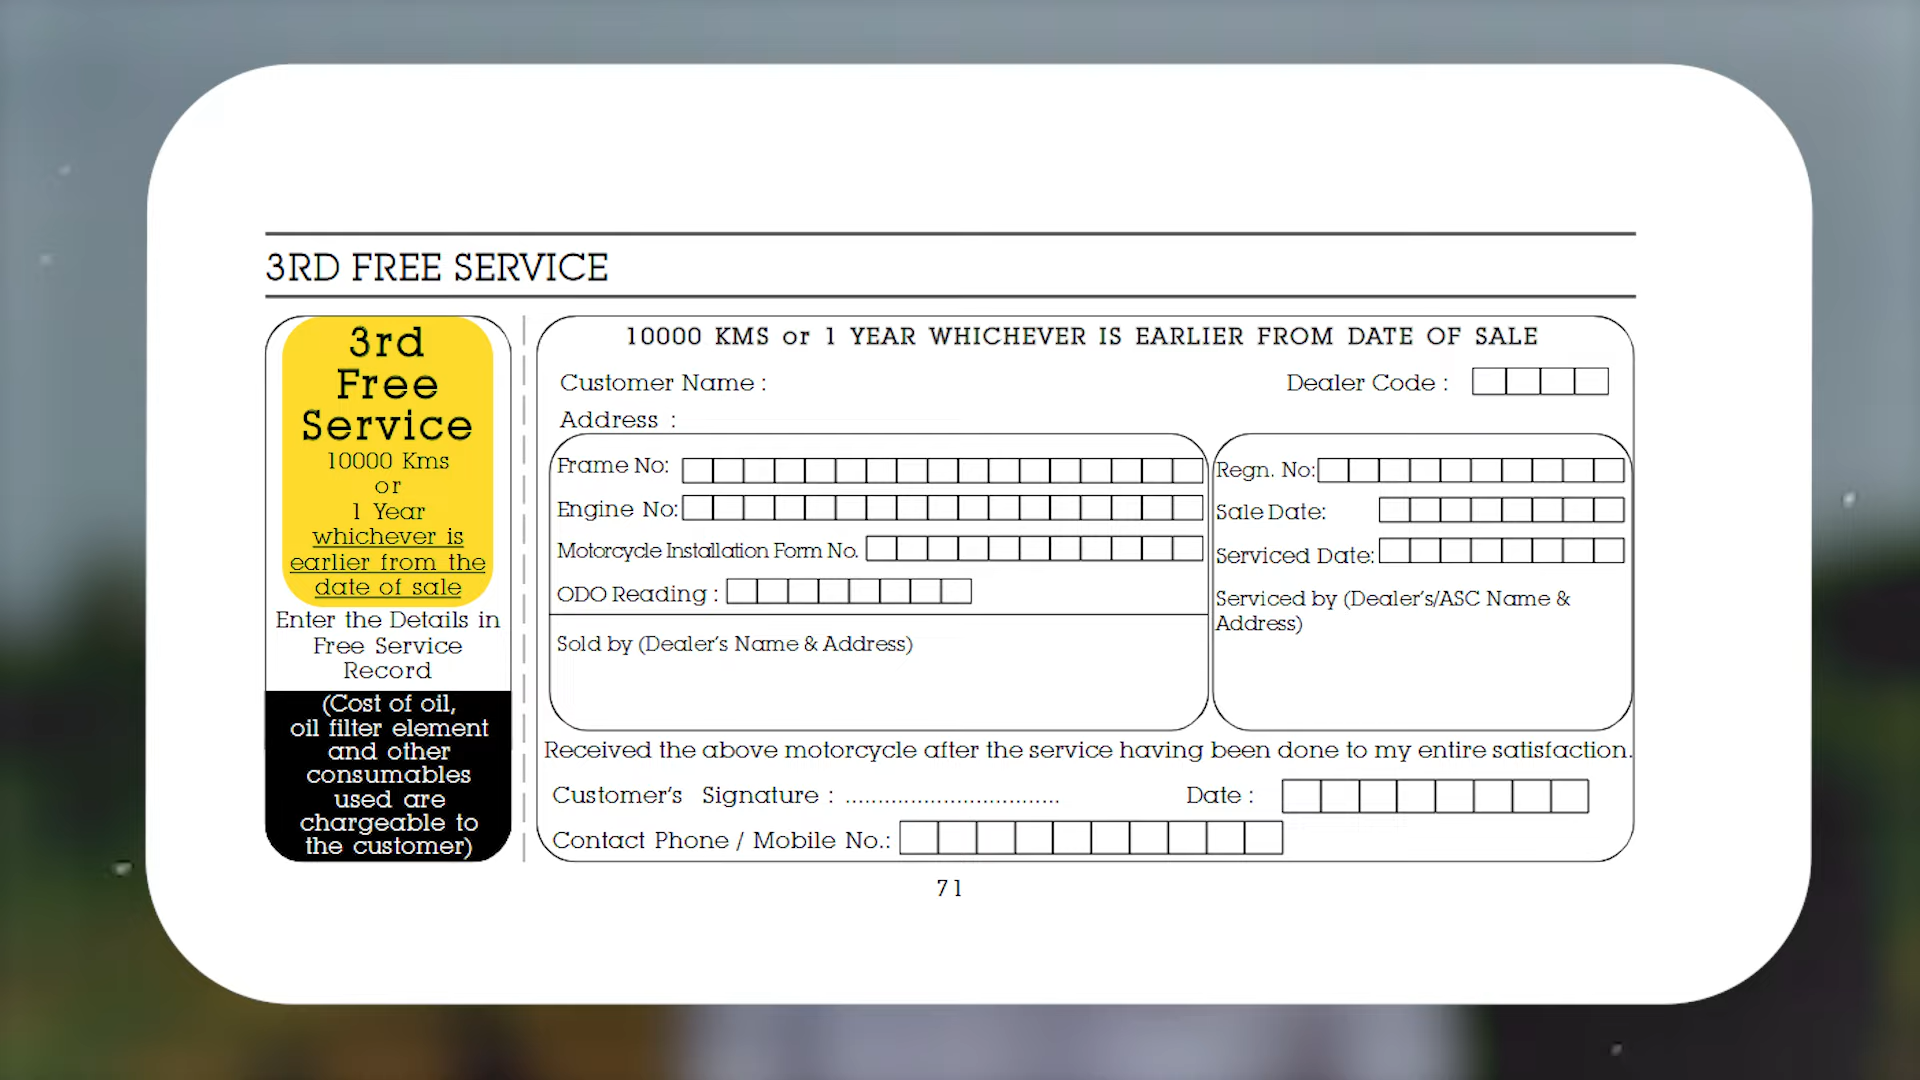 3RD FREE SERVICE
3rd
Free
Service
10000 Kms
or
1 Year
whichever is
earlier from the
date of sale
Enter the Details in
Free Service
Record
(Cost of oil,
oil filter element
and other
consumables
used are
chargeable to
the customer)
10000 KMS or 1 YEAR WHICHEVER IS EARLIER FROM DATE OF SALE
Customer Name :
Dealer Code :
Address :
Frame No:
Engine No:
Motorcycle Installation Form No.
ODO Reading :
Sold by (Dealer's Name & Address)
Regn. No:
Sale Date:
Serviced Date:
Serviced by (Dealer's/ASC Name &
Address)
Received the above motorcycle after the service having been done to my entire satisfaction.
Customer's Signature : .................................
Date :
Contact Phone / Mobile No.:
71